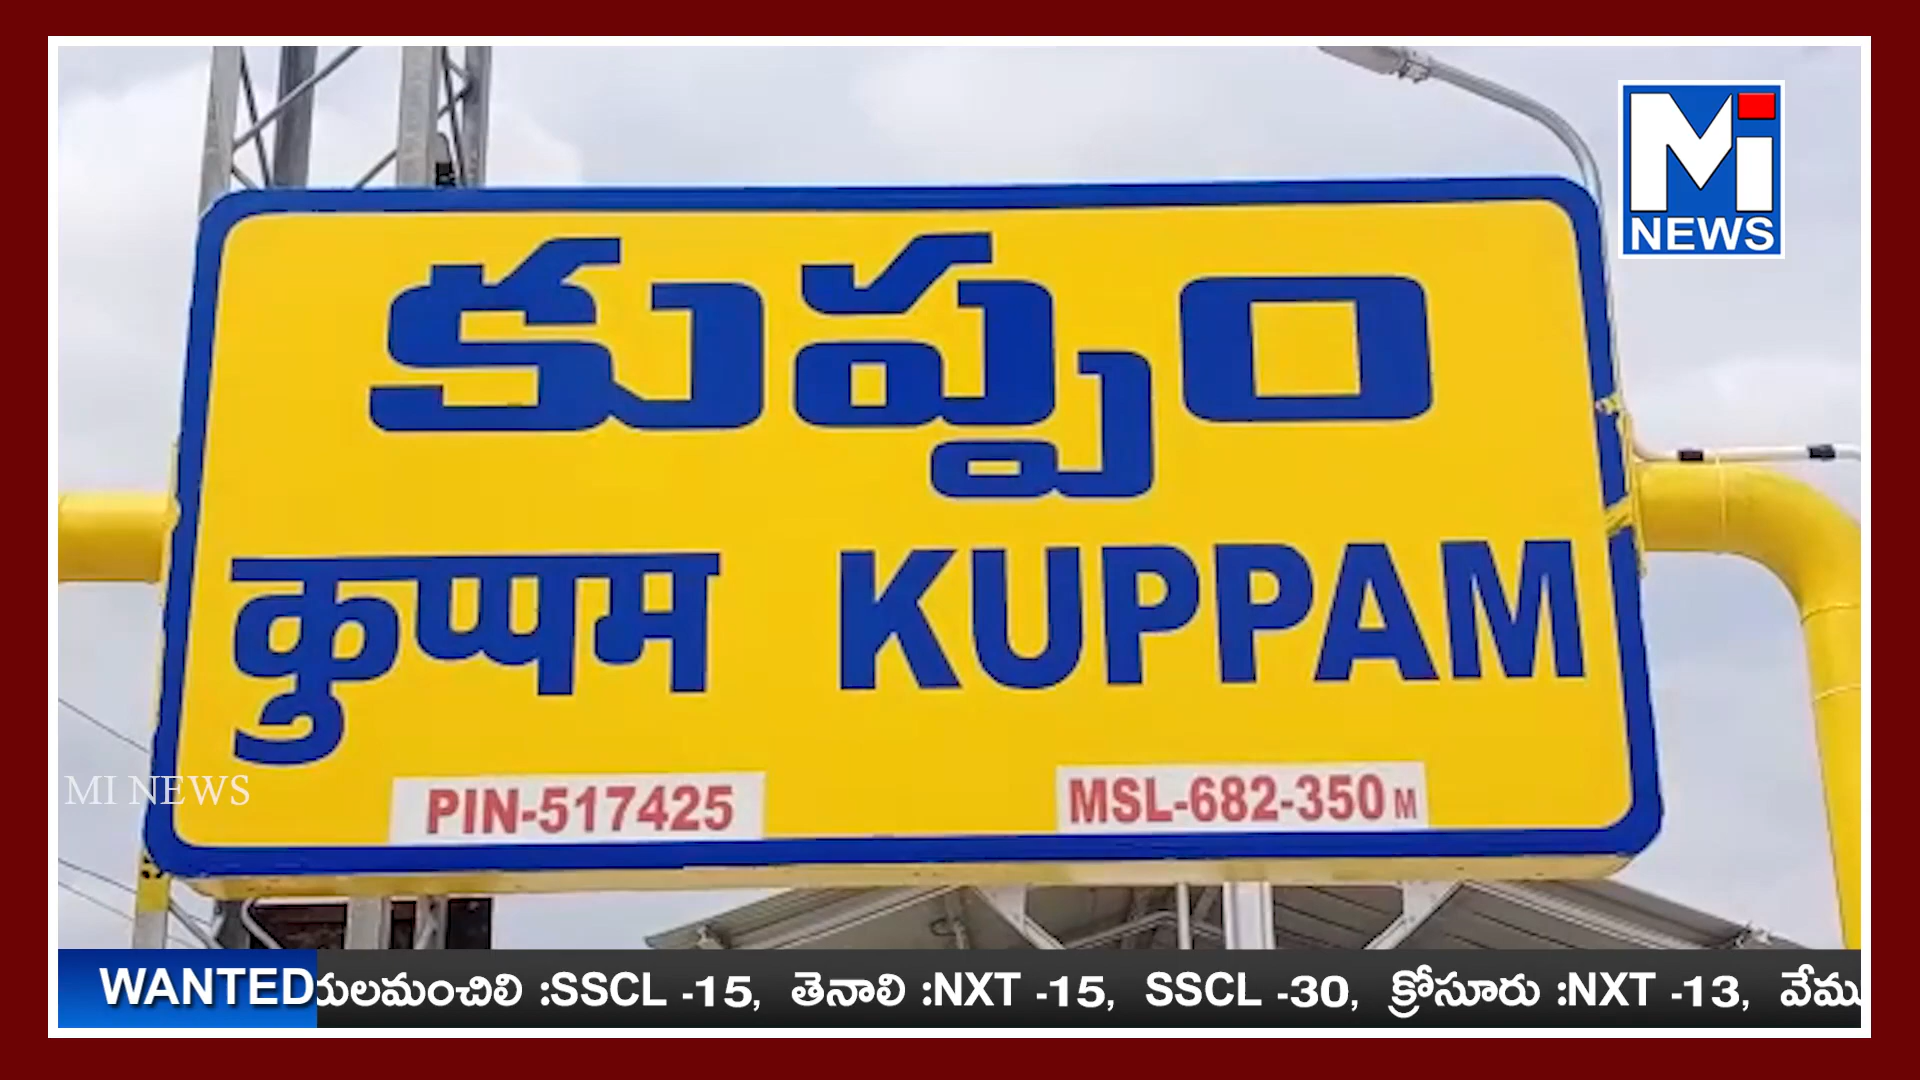 Mi
NEWS
కుప్పం
कुप्पम KUPPAM
MI NEWS
PIN-517425 MSL-682-350 M
WANTED :SSCL -15, తెనాలి :NXT -15, SSCL -30, క్రోసూరు :NXT -13,